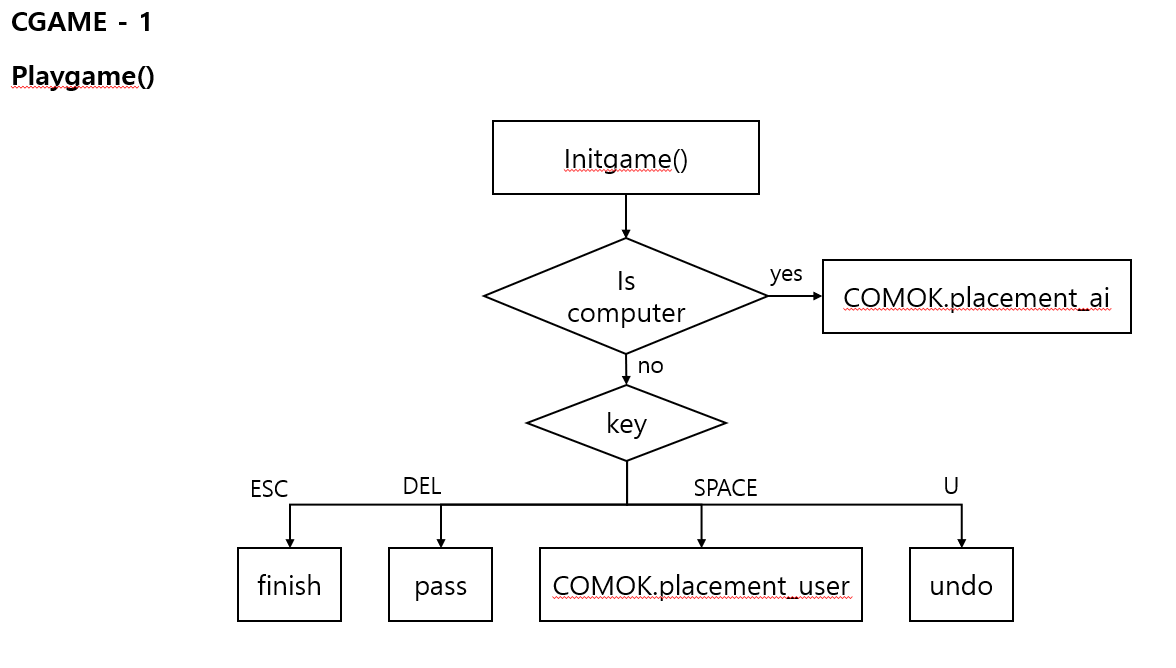 CGAME - 1
Playgame()
Initgame()
Is
computer
yes
COMOK.placement_ai
no
key
ESC
DEL
SPACE
U
finish
pass
COMOK.placement_user
undo